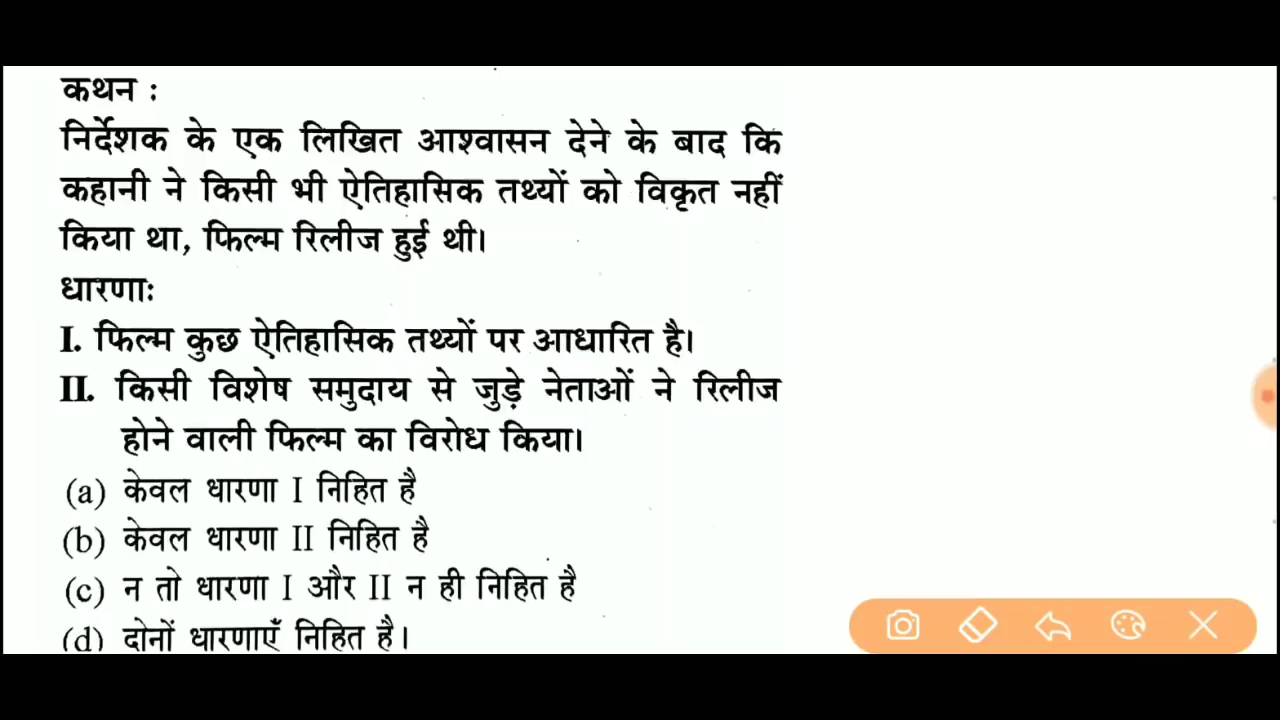 कथन :
निर्देशक के एक लिखित आश्वासन देने के बाद कि
कहानी ने किसी भी ऐतिहासिक तथ्यों को विकृत नहीं
किया था, फिल्म रिलीज हुई थी।
धारणाः
I. फिल्म कुछ ऐतिहासिक तथ्यों पर आधारित है।
II. किसी विशेष समुदाय से जुड़े नेताओं ने रिलीज
होने वाली फिल्म का विरोध किया।
(a) केवल धारणा I निहित है
(b) केवल धारणा II निहित है
(c) न तो धारणा I और II न ही निहित है
(d) दोनों धारणाएँ निहित है।